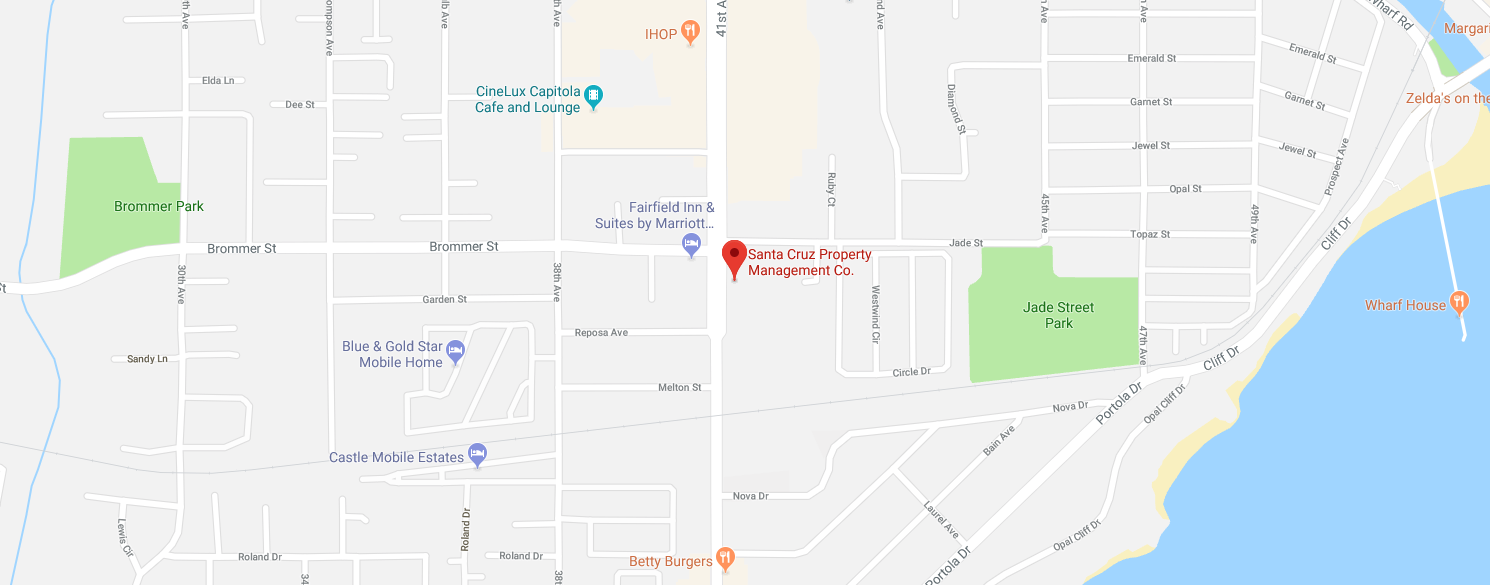 41st A
Wharf Rd
IHOP
Margari
Emerald St
Emerald St
Elda Ln
CineLux Capitola
Cafe and Lounge
Dee St
Diamond St
Garnet St
Garnet St
Zelda's on the
Jewel St
Jewel St
Prospect Ave
Ruby Ct
Opal St
45th Ave
49th Ave
Brommer Park
Fairfield Inn &
Suites by Marriott...
Topaz St
Cliff Dr
Brommer St
Brommer St
Jade St
Santa Cruz Property
Management Co.
30th Ave
38th Ave
Garden St
Westwind Cir
Jade Street
Park
Wharf House
Reposa Ave
47th Ave
Blue & Gold Star
Mobile Home
Sandy Ln
Cliff Dr
Circle Dr
Melton St
Portola Dr
Opal Cliff Dr
Nova Dr
Bain Ave
Castle Mobile Estates
Nova Dr
Laurel Ave
Lewis Cir
Roland Dr
Opal Cliff Dr
Roland Dr
Roland Dr
Betty Burgers
Portola Dr
34
38t